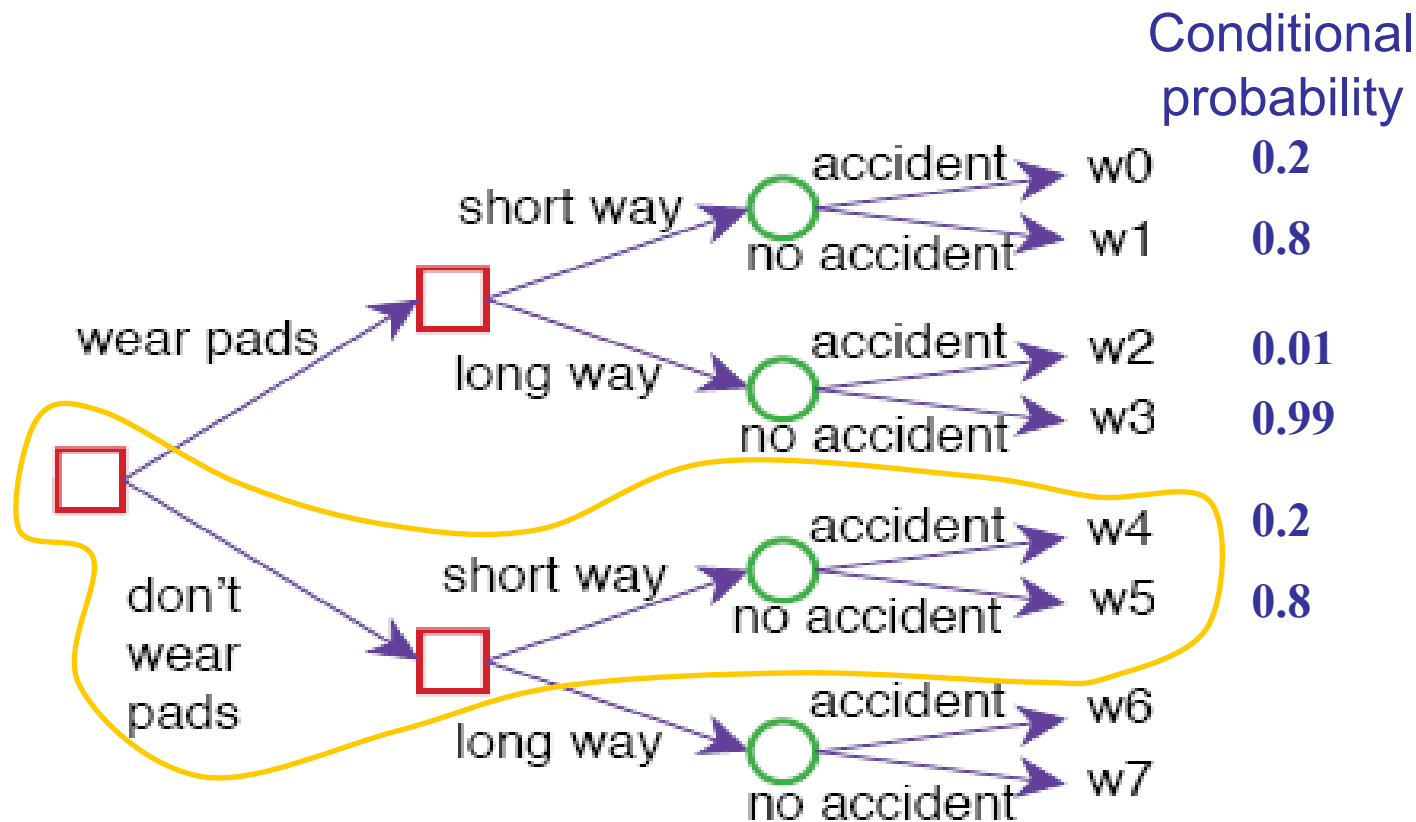 Conditional
probability
accident w0 0.2
short way
no accident w1 0.8
wear pads
accident w2 0.01
long way
no accident w3 0.99
accident w4 0.2
short way
no accident w5 0.8
don't
wear
pads
accident w6
long way
no accident w7